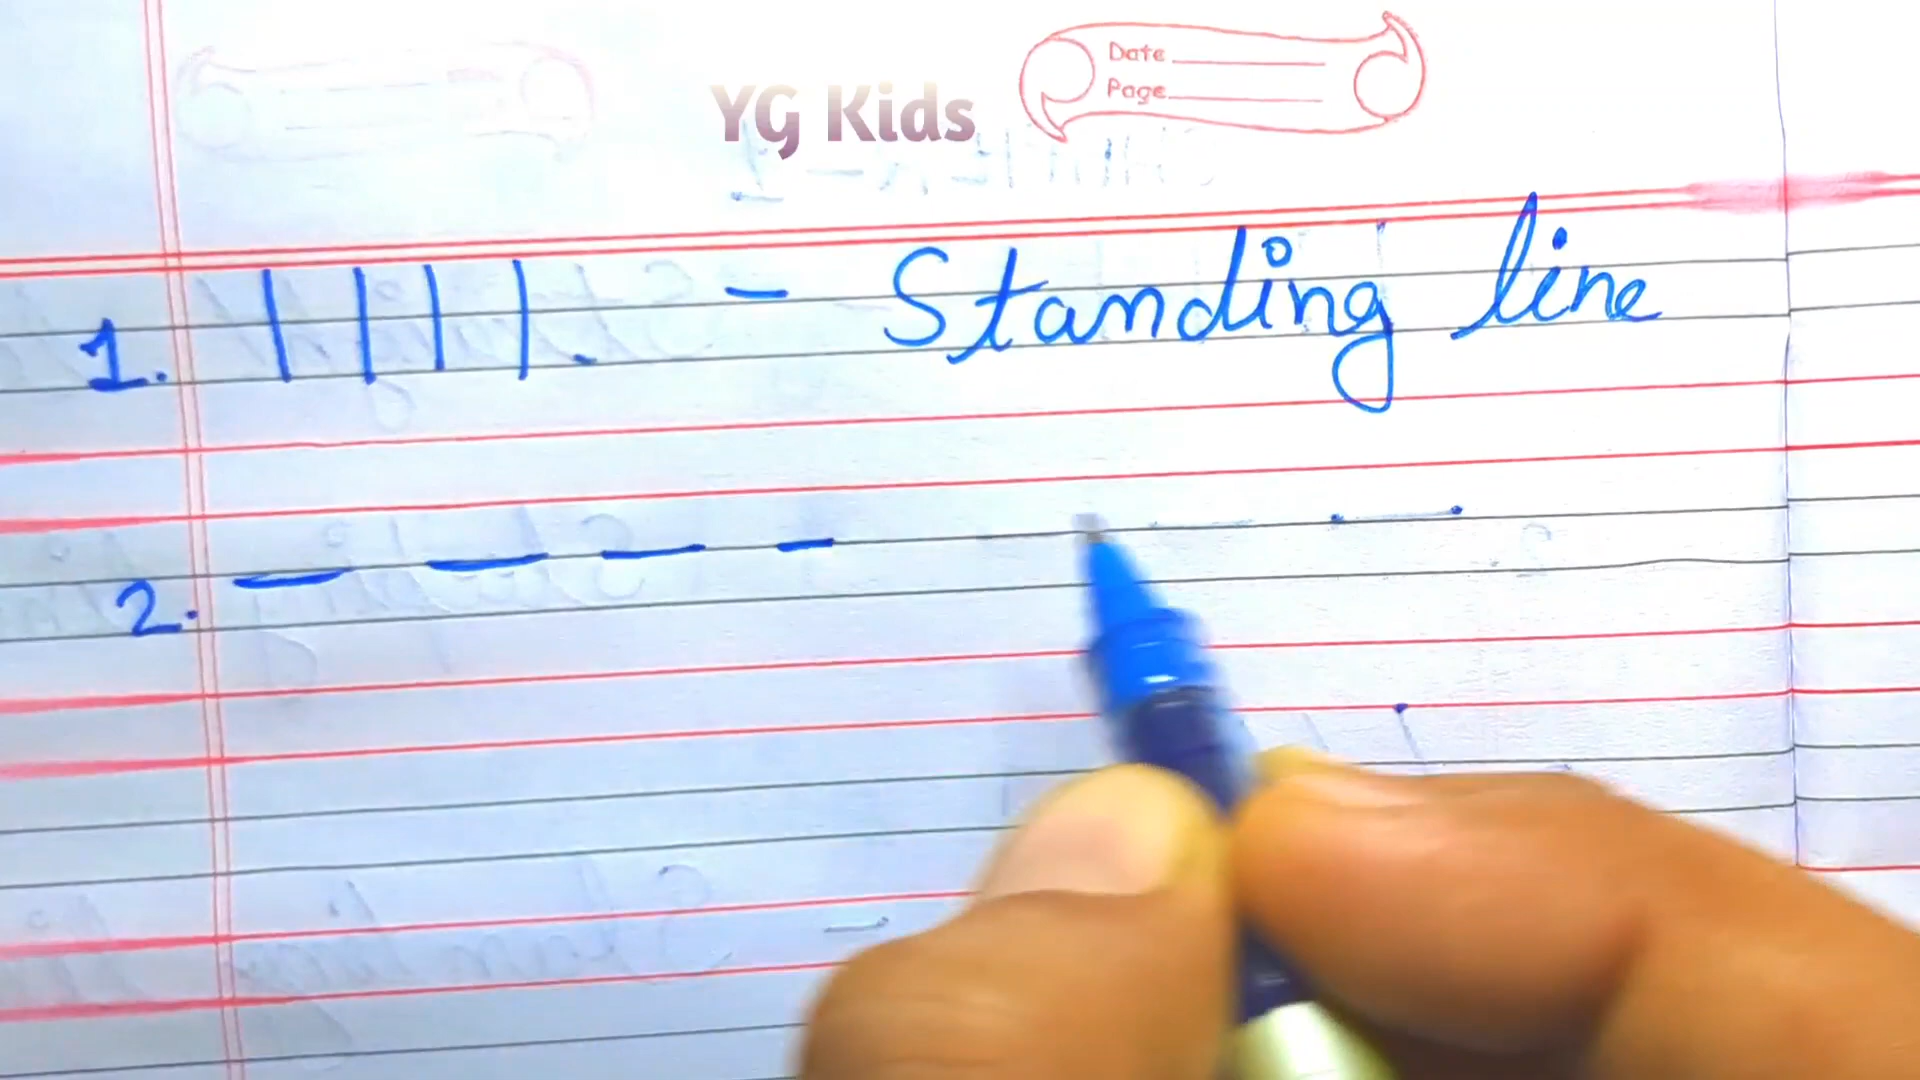 Date
YG Kids
Page
1. ||||. - Standing line
2. — — — —